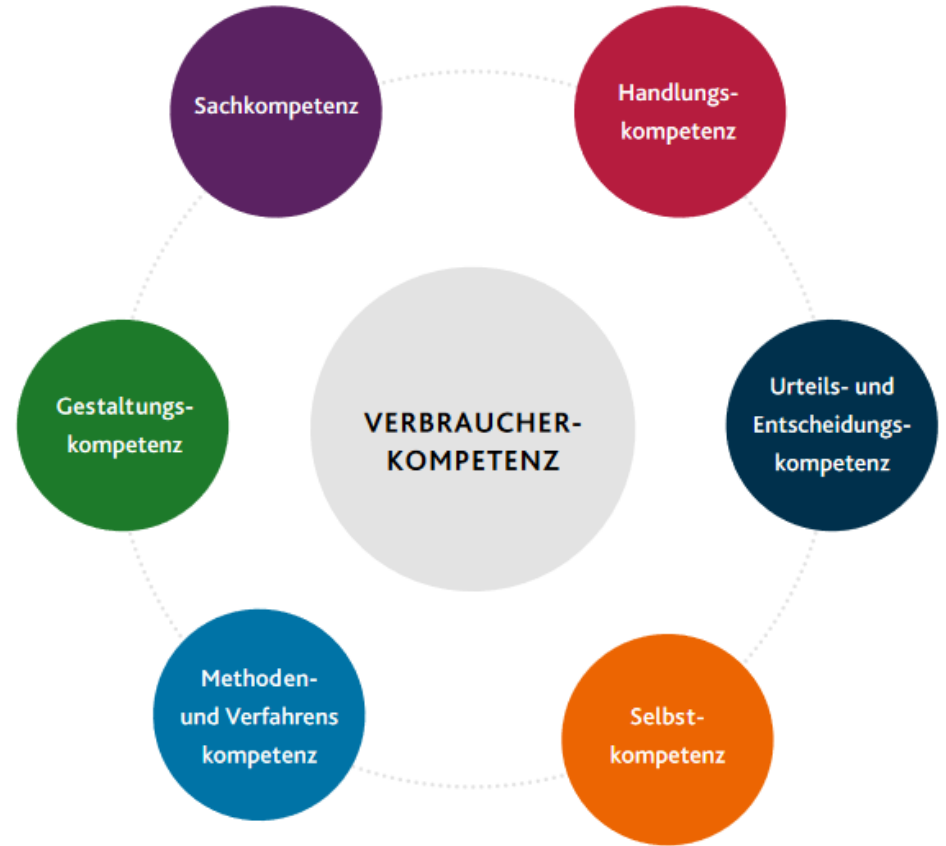 Sachkompetenz
Handlungs-
kompetenz
Gestaltungs-
kompetenz
VERBRAUCHER-
KOMPETENZ
Urteils- und
Entscheidungs-
kompetenz
Methoden-
und Verfahrens
kompetenz
Selbst-
kompetenz